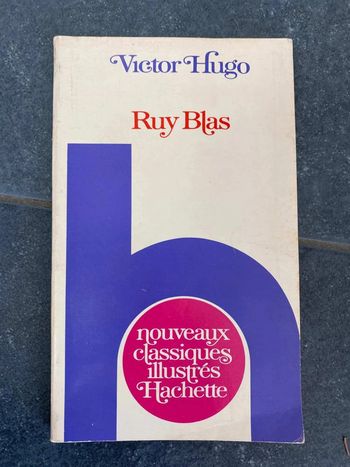 Victor Hugo
Ruy Blas
h
nouveaux
classiques
illustrés
Hachette